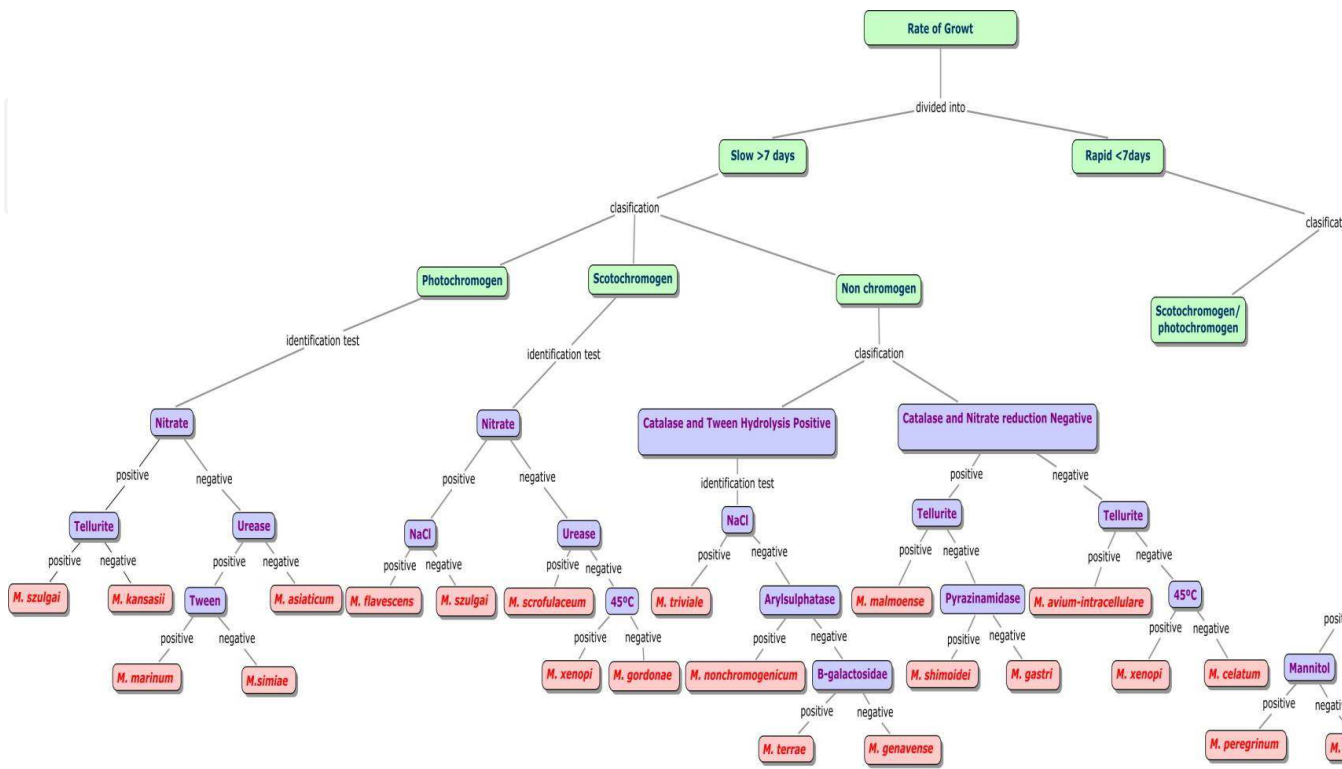 Rate of Growt
divided into
Slow >7 days
Rapid <7days
clasification
Photochromogen
Scotochromogen
Non chromogen
Scotochromogen/
photochromogen
identification test
identification test
clasification
Nitrate
Nitrate
Catalase and Tween Hydrolysis Positive
Catalase and Nitrate reduction Negative
positive
negative
positive
negative
identification test
positive
negative
Tellurite
Urease
NaCl
Urease
NaCl
Tellurite
Tellurite
positive
negative
positive
negative
positive
negative
positive
negative
positive
negative
positive
negative
positive
negative
M. szulgai
M. kansasii
Tween
M. asiaticum
M. flavescens
M. szulgai
M. scrofulaceum
45ºC
M. triviale
Arylsulphatase
M. malmoense
Pyrazinamidase
M. avium-intracellulare
45ºC
positive
negative
positive
negative
positive
negative
positive
negative
positive
negative
M. marinum
M.simiae
M. xenopi
M. gordonae
M. nonchromogenicum
B-galactosidae
M. shimoidei
M. gastri
M. xenopi
M. celatum
Mannitol
positive
negative
positive
M. terrae
M. genavense
M. peregrinum
M.